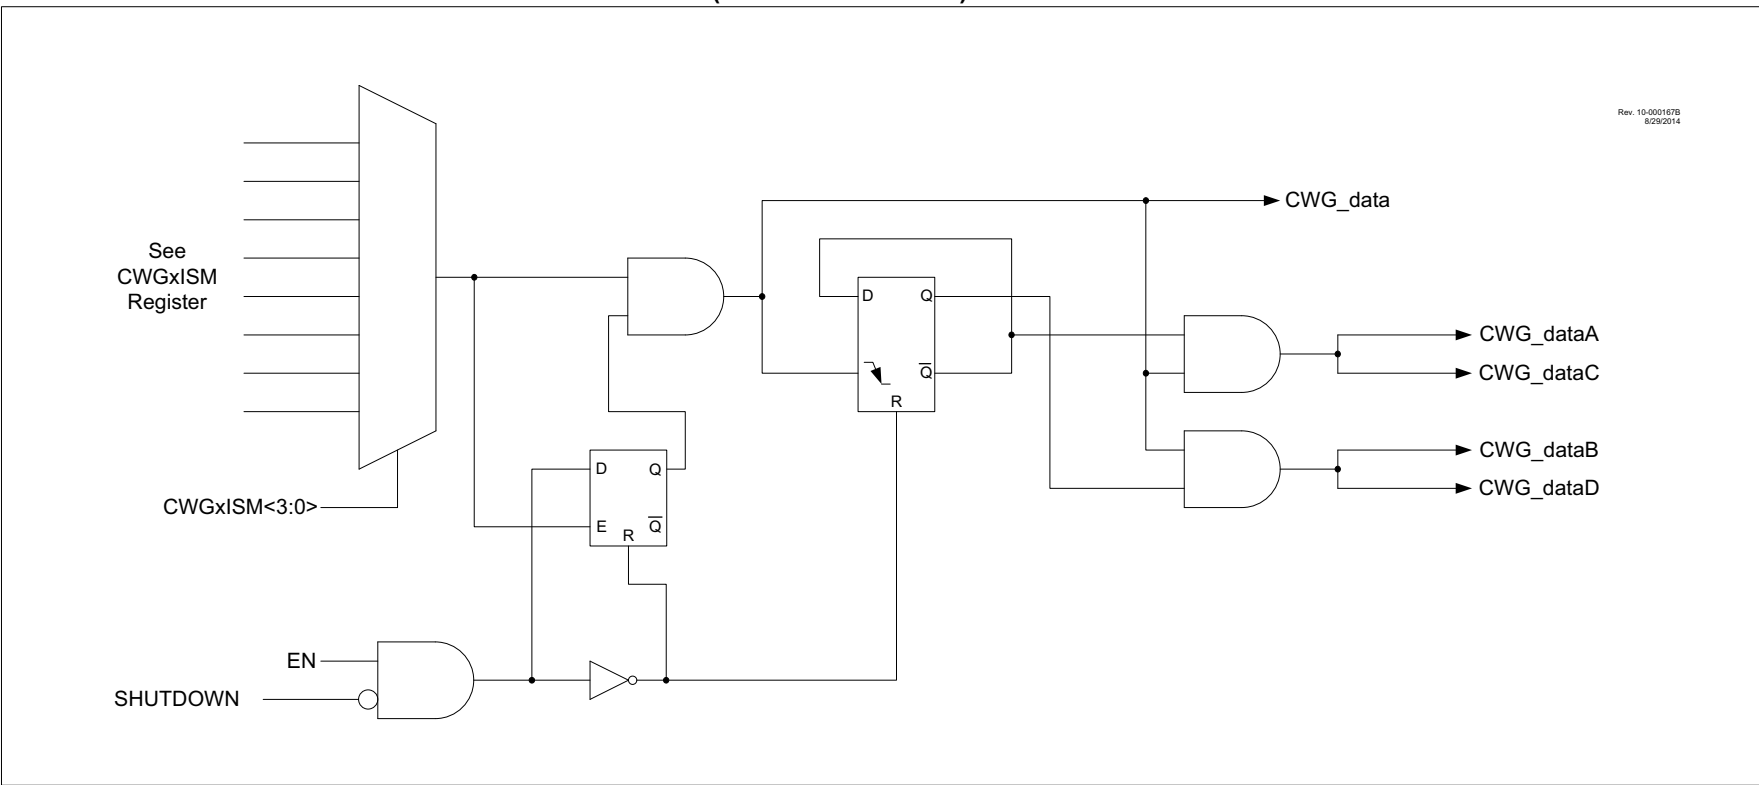 Rev. 10-000167B
8/29/2014
CWG_data
See
CWGxISM
Register
D
Q
Q
R
CWG_dataA
CWG_dataC
CWG_dataB
CWG_dataD
D
Q
E
Q
R
CWGxISM<3:0>
EN
SHUTDOWN